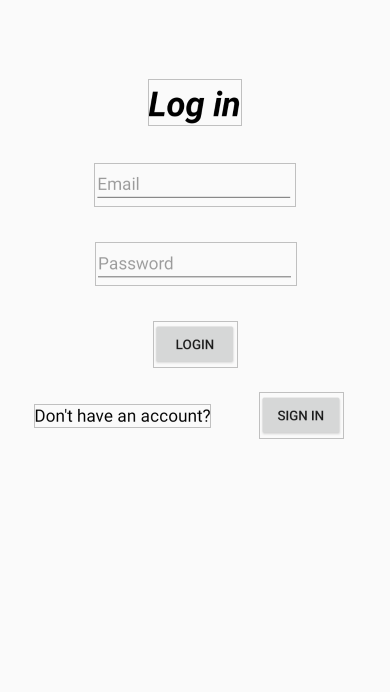 Log in
Email
Password
LOGIN
Don't have an account?
SIGN IN